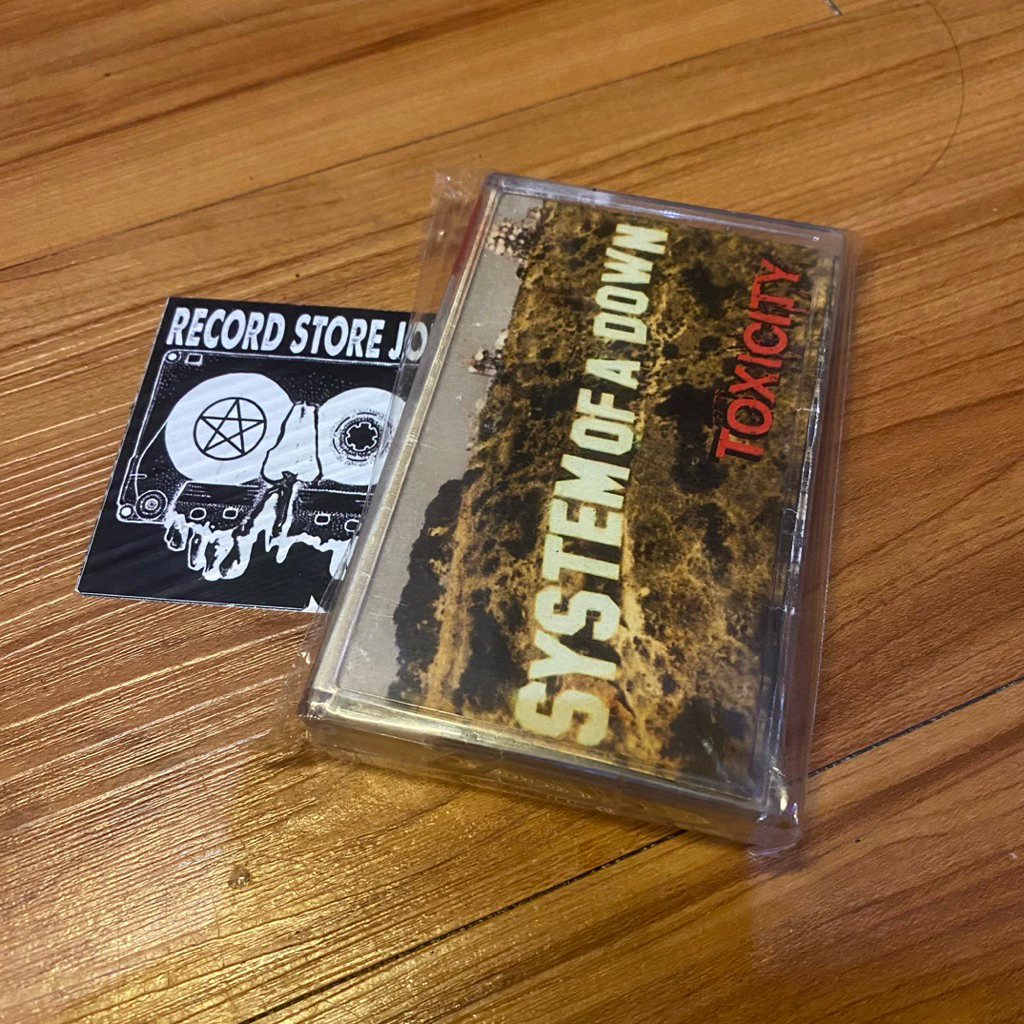 RECORD STORE JO
SYSTEM OF A DOWN
TOXICITY